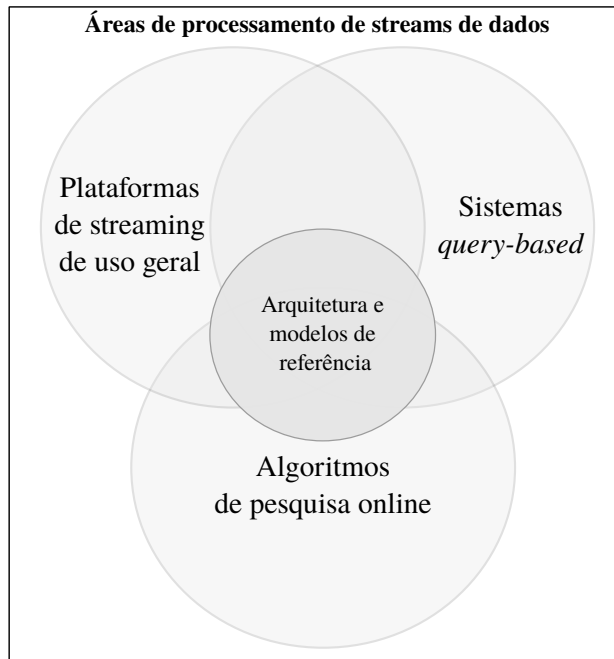 Áreas de processamento de streams de dados
Plataformas
de streaming
de uso geral
Sistemas
query-based
Arquitetura e
modelos de
referência
Algoritmos
de pesquisa online